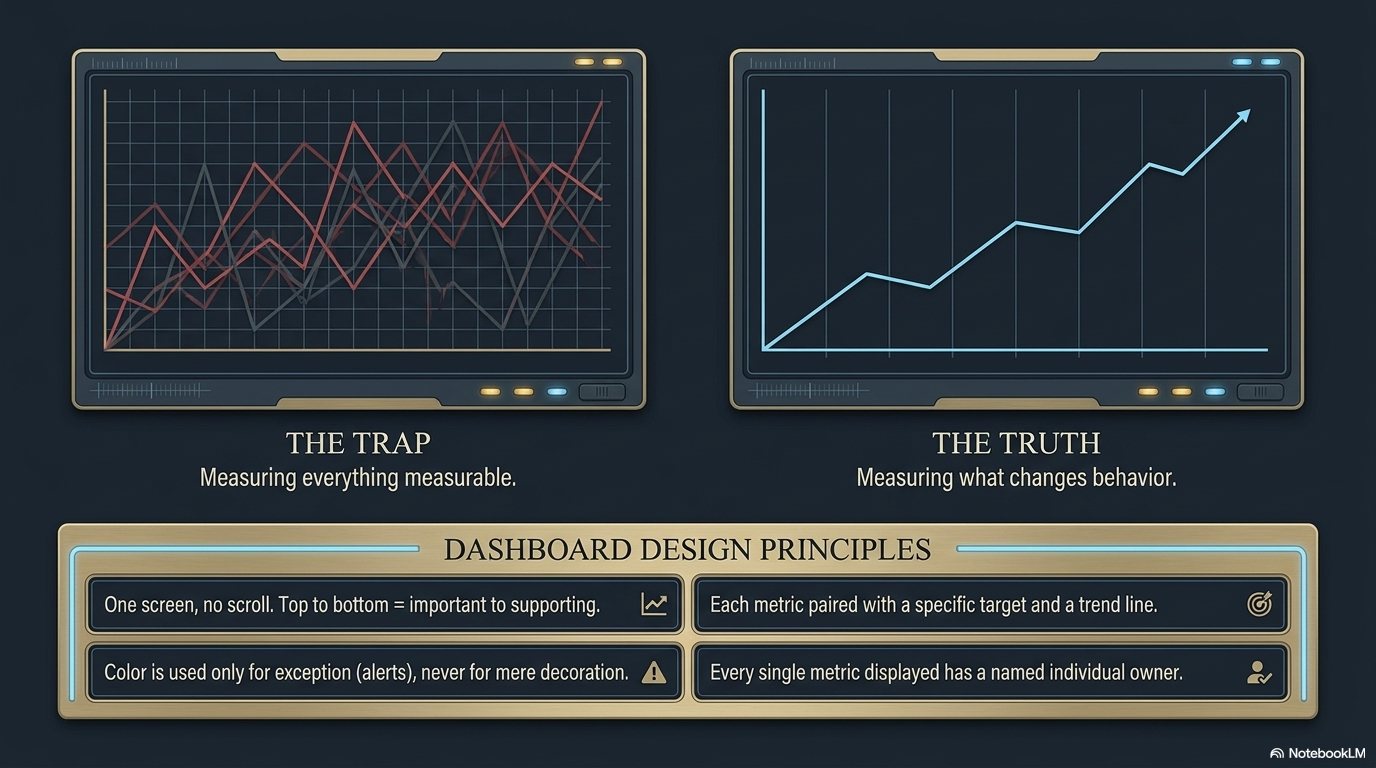 THE TRAP
Measuring everything measurable.
THE TRUTH
Measuring what changes behavior.
DASHBOARD DESIGN PRINCIPLES
One screen, no scroll. Top to bottom = important to supporting.
Each metric paired with a specific target and a trend line.
Color is used only for exception (alerts), never for mere decoration.
Every single metric displayed has a named individual owner.
NotebookLM